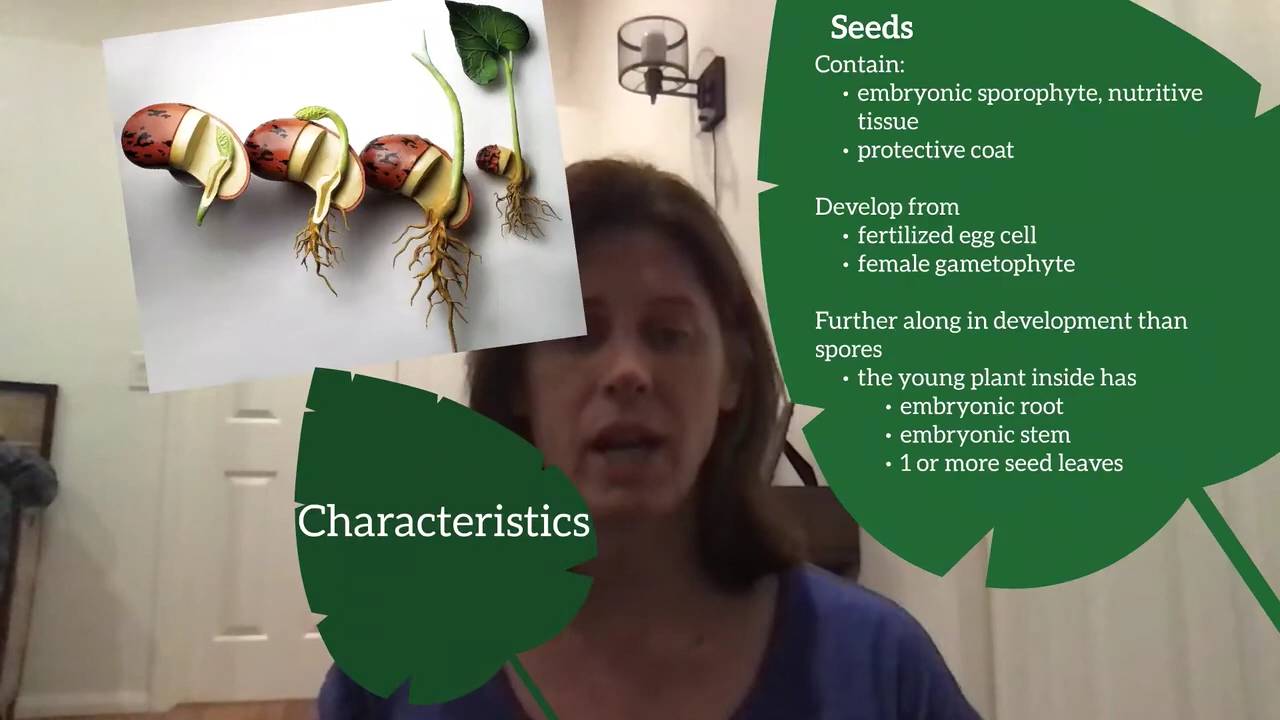 Seeds
Contain:
• embryonic sporophyte, nutritive
tissue
• protective coat
Develop from
• fertilized egg cell
• female gametophyte
Further along in development than
spores
• the young plant inside has
• embryonic root
• embryonic stem
• 1 or more seed leaves
Characteristics